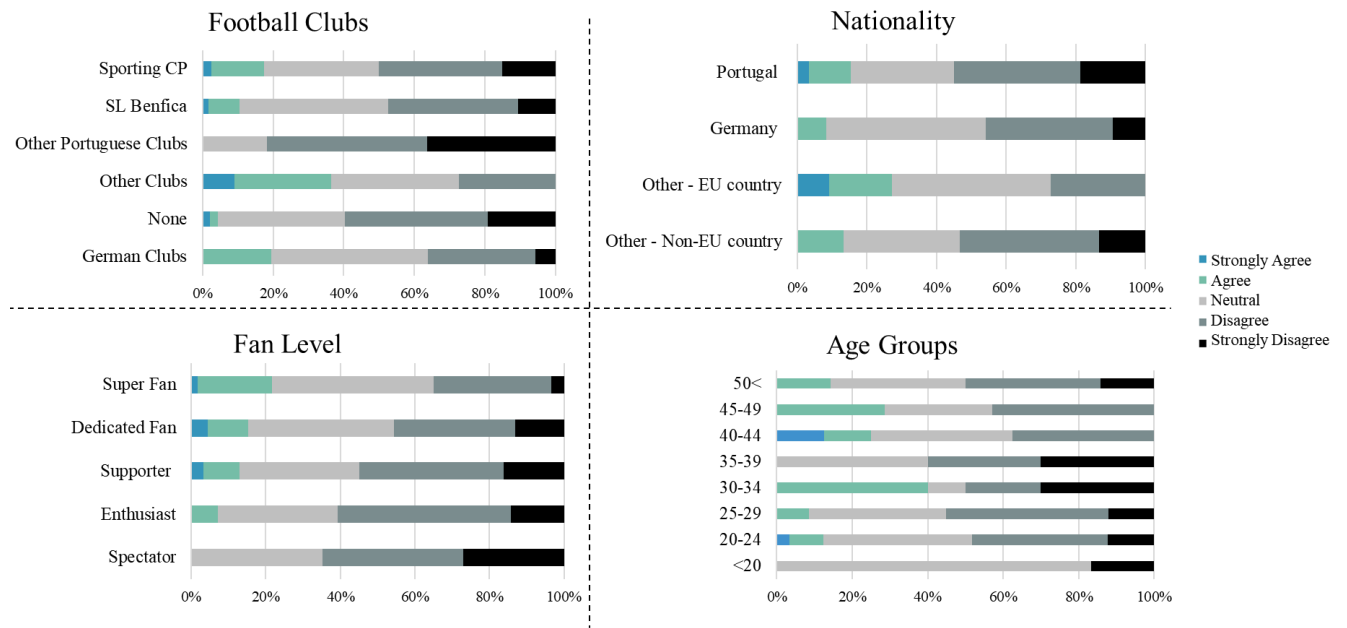 Football Clubs
Sporting CP
SL Benfica
Other Portuguese Clubs
Other Clubs
None
German Clubs
0% 20% 40% 60% 80% 100%
Nationality
Portugal
Germany
Other - EU country
Other - Non-EU country
0% 20% 40% 60% 80% 100%
Strongly Agree
Agree
Neutral
Disagree
Strongly Disagree
Fan Level
Super Fan
Dedicated Fan
Supporter
Enthusiast
Spectator
0% 20% 40% 60% 80% 100%
Age Groups
50<
45-49
40-44
35-39
30-34
25-29
20-24
<20
0% 20% 40% 60% 80% 100%